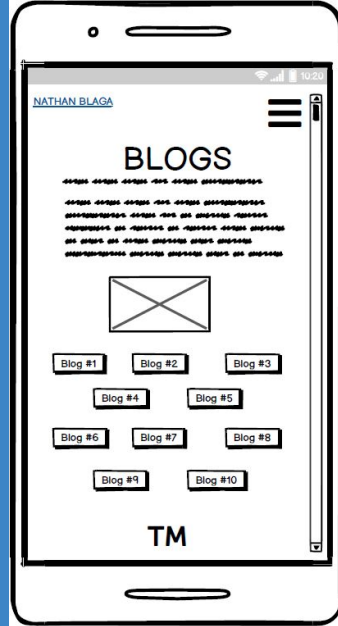 10:20
NATHAN BLAGA
BLOGS
Blog #1 Blog #2 Blog #3
Blog #4 Blog #5
Blog #6 Blog #7 Blog #8
Blog #9 Blog #10
TM